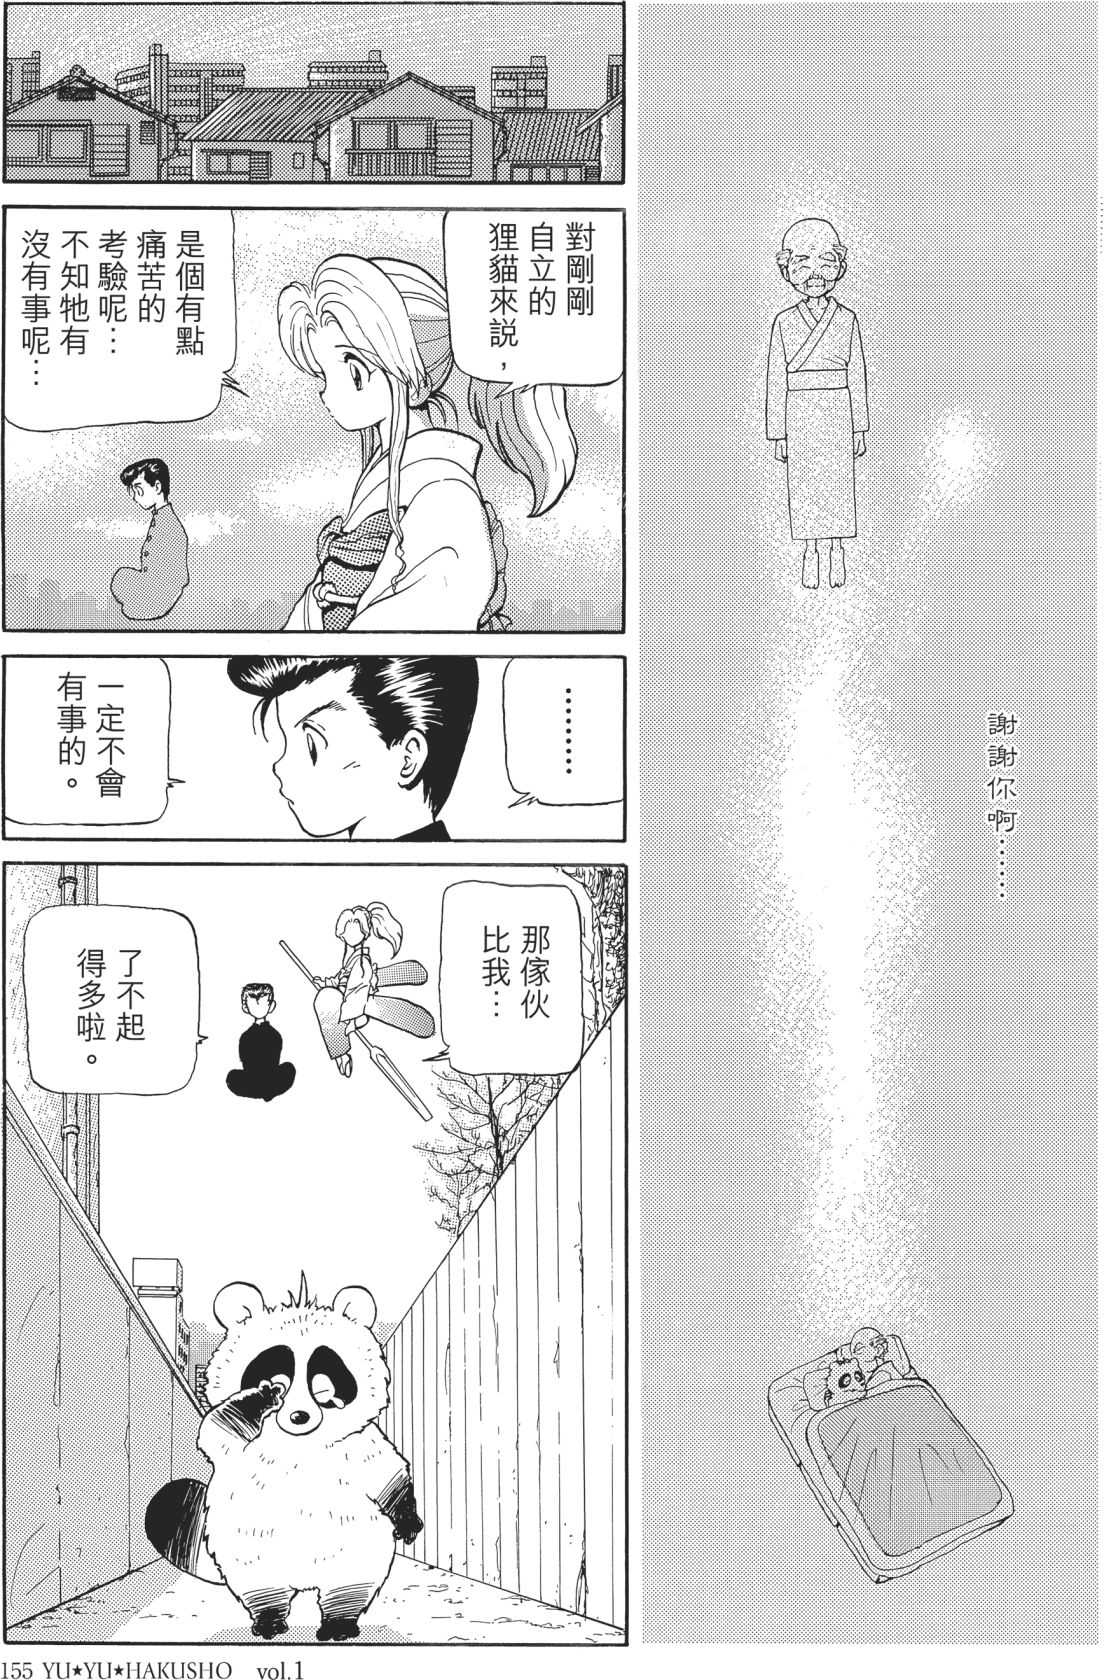 謝謝你啊………
對剛剛
自立的
狸貓來說，
是個有點
痛苦的
考驗呢…
不知牠有
沒有事呢…
………
一定不會
有事的。
那傢伙
比我…
了不起
得多啦。
155 YU★YU★HAKUSHO vol.1